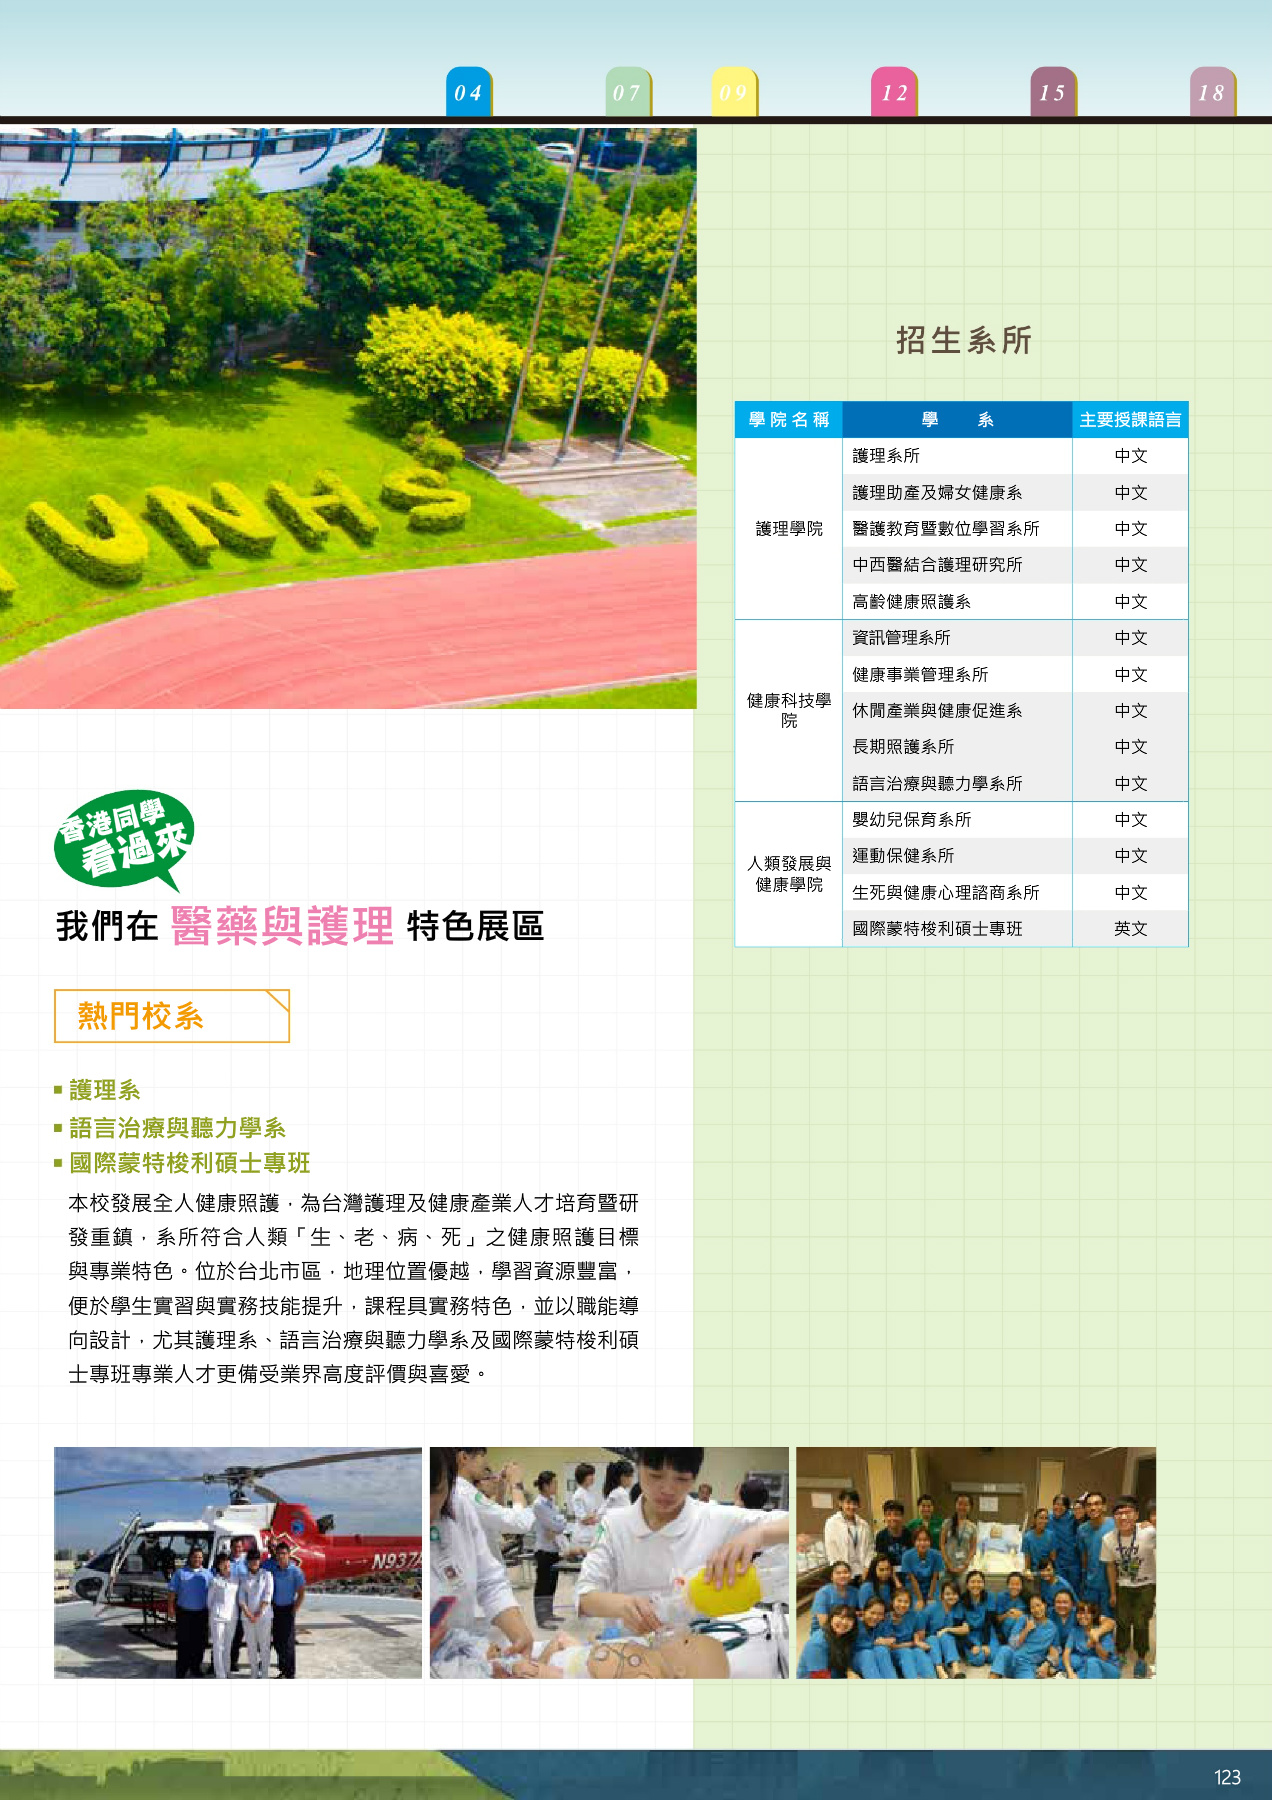 04 07 09 12 15 18
UNHS
招生系所
學院名稱 學 系 主要授課語言
護理學院
護理系所 中文
護理助產及婦女健康系 中文
醫護教育暨數位學習系所 中文
中西醫結合護理研究所 中文
高齡健康照護系 中文
健康科技學
院
資訊管理系所 中文
健康事業管理系所 中文
休閒產業與健康促進系 中文
長期照護系所 中文
語言治療與聽力學系所 中文
人類發展與
健康學院
嬰幼兒保育系所 中文
運動保健系所 中文
生死與健康心理諮商系所 中文
國際蒙特梭利碩士專班 英文
香港同學
看過來
我們在 醫藥與護理 特色展區
熱門校系
▪ 護理系
▪ 語言治療與聽力學系
▪ 國際蒙特梭利碩士專班
本校發展全人健康照護，為台灣護理及健康產業人才培育暨研
發重鎮，系所符合人類「生、老、病、死」之健康照護目標
與專業特色。位於台北市區，地理位置優越，學習資源豐富，
便於學生實習與實務技能提升，課程具實務特色，並以職能導
向設計，尤其護理系、語言治療與聽力學系及國際蒙特梭利碩
士專班專業人才更備受業界高度評價與喜愛。
N937
123